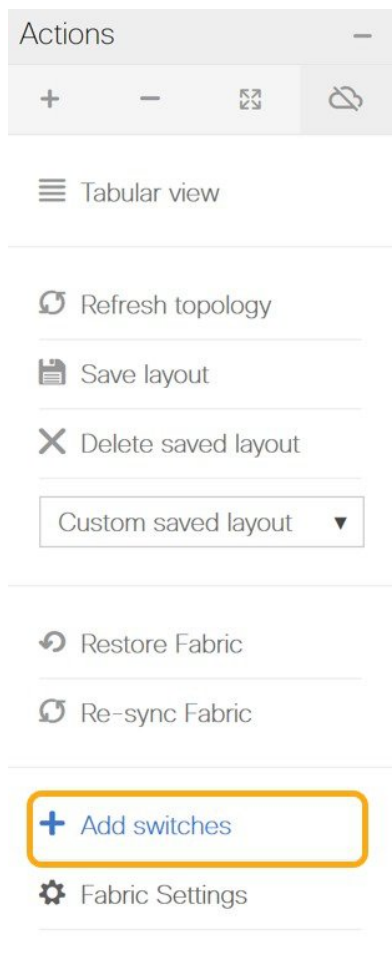 Actions
Tabular view
Refresh topology
Save layout
Delete saved layout
Custom saved layout
Restore Fabric
Re-sync Fabric
Add switches
Fabric Settings